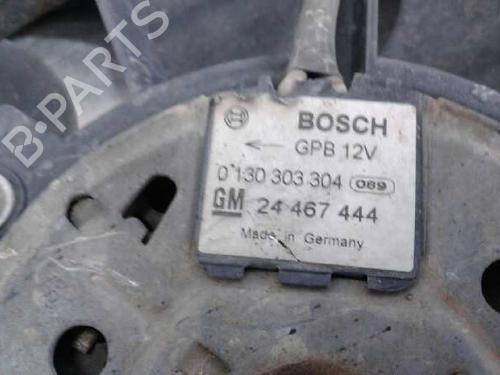 BOSCH
← GPB 12V
0 130 303 304 089
GM 24 467 444
Made in Germany
B-PARTS